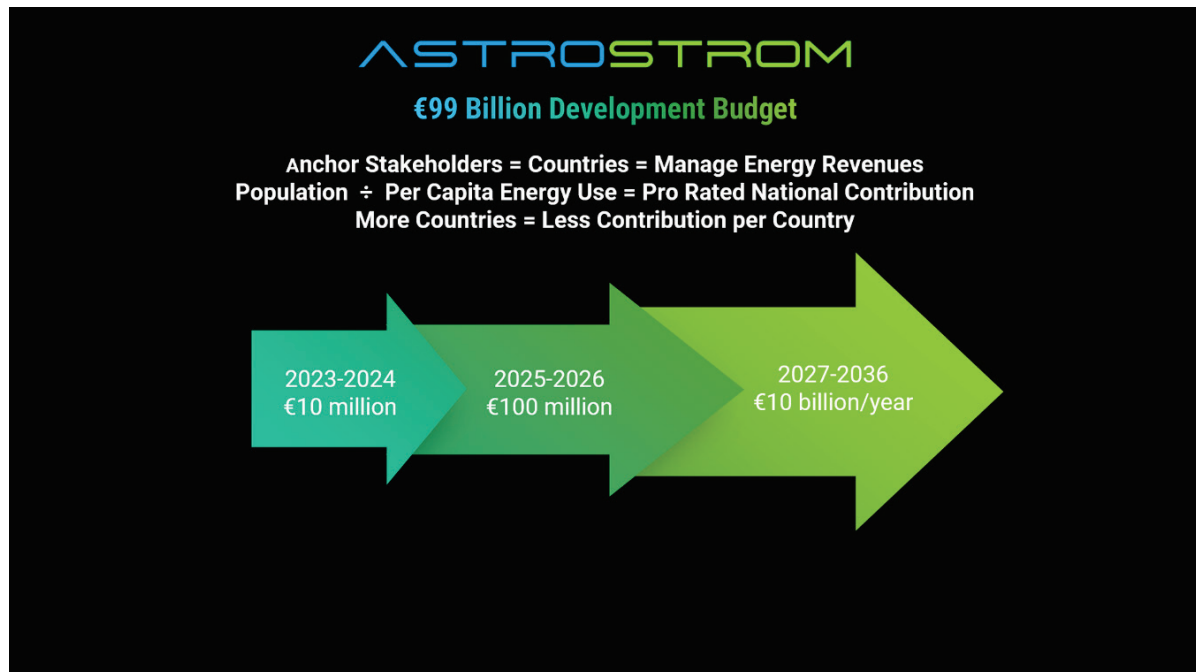 ASTROSTROM
€99 Billion Development Budget
Anchor Stakeholders = Countries = Manage Energy Revenues
Population ÷ Per Capita Energy Use = Pro Rated National Contribution
More Countries = Less Contribution per Country
2023-2024
€10 million
2025-2026
€100 million
2027-2036
€10 billion/year